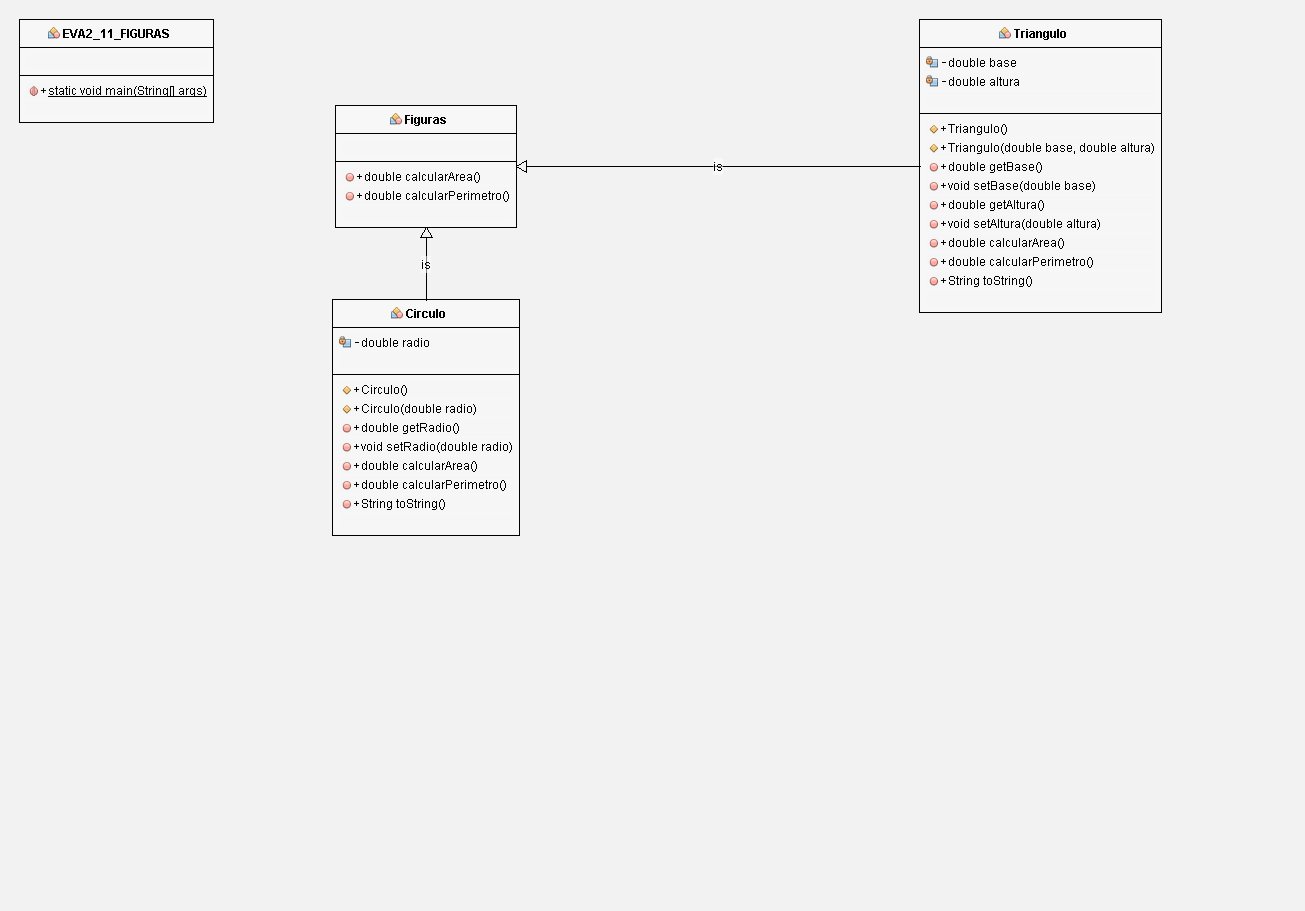 EVA2_11_FIGURAS
+static void main(String[] args)
Figuras
+double calcularArea()
+double calcularPerimetro()
is
Circulo
-double radio
+Circulo()
+Circulo(double radio)
+double getRadio()
+void setRadio(double radio)
+double calcularArea()
+double calcularPerimetro()
+String toString()
is
Triangulo
-double base
-double altura
+Triangulo()
+Triangulo(double base, double altura)
+double getBase()
+void setBase(double base)
+double getAltura()
+void setAltura(double altura)
+double calcularArea()
+double calcularPerimetro()
+String toString()